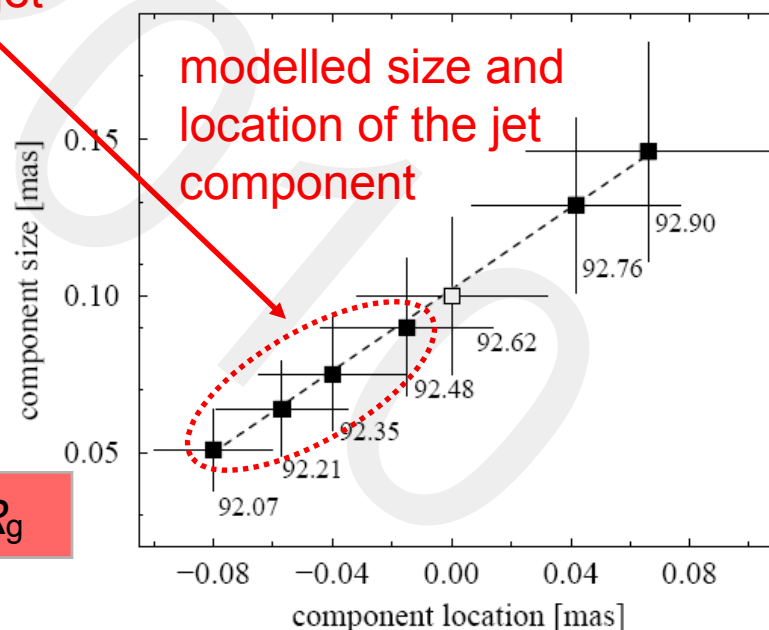 modelled size and
location of the jet
component
component size [mas]
0.15
0.10
0.05
92.90
92.76
92.62
92.48
92.35
92.21
92.07
−0.08 −0.04 0.00 0.04 0.08
component location [mas]